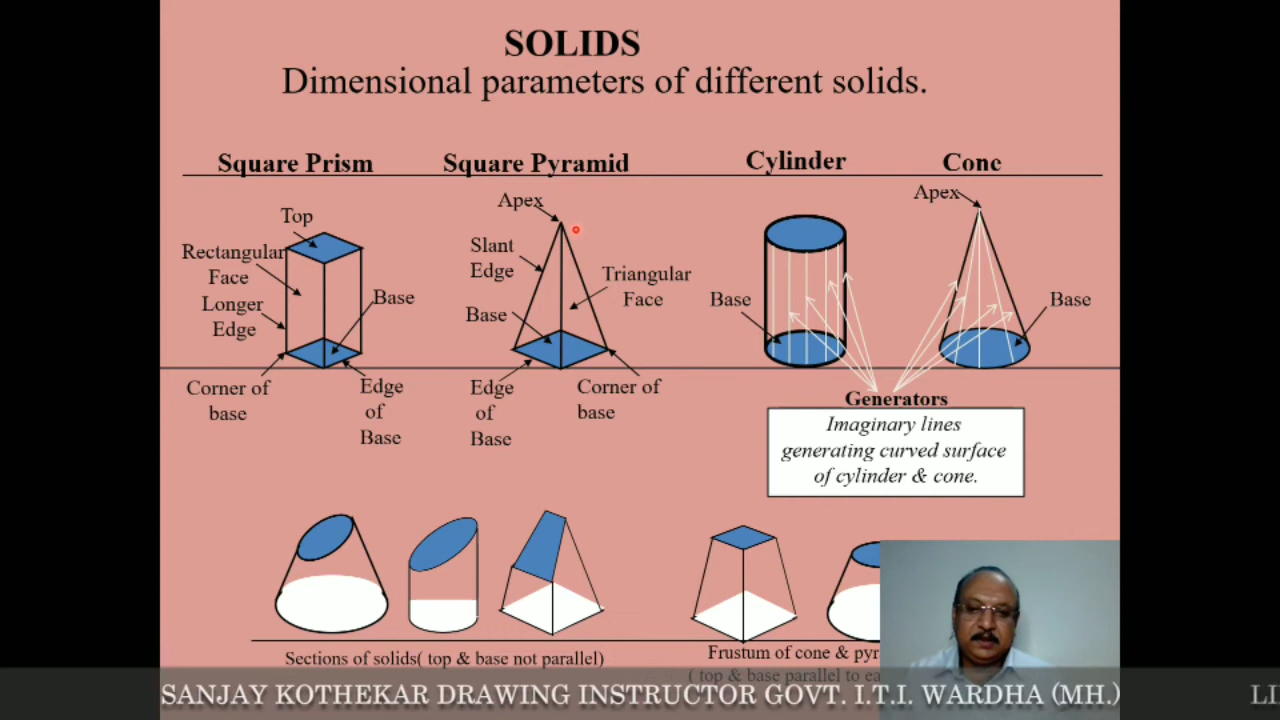 SOLIDS
Dimensional parameters of different solids.
Square Prism
Square Pyramid
Cylinder
Cone
Top
Rectangular
Face
Longer
Edge
Base
Corner of
base
Edge
of
Base
Apex
Slant
Edge
Triangular
Face
Base
Edge
of
Base
Corner of
base
Base
Apex
Base
Generators
Imaginary lines
generating curved surface
of cylinder & cone.
Sections of solids( top & base not parallel)
Frustum of cone & pyr
( top & base parallel to ea
SANJAY KOTHEKAR DRAWING INSTRUCTOR GOVT. I.T.I. WARDHA (MH.)